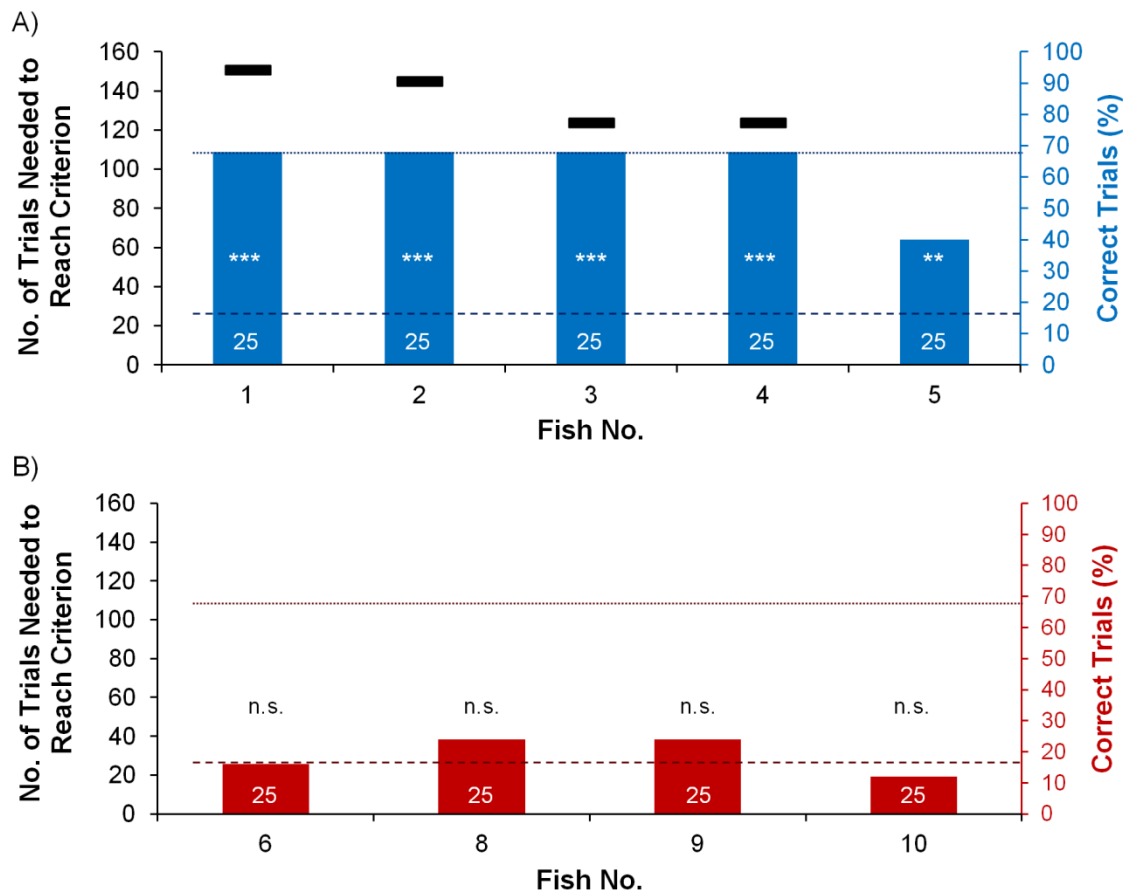 A)
No. of Trials Needed to
Reach Criterion
160
140
120
100
80
60
40
20
0
100
90
80
70
60
50
40
30
20
10
0
Correct Trials (%)
*** *** *** *** **
25 25 25 25 25
1 2 3 4 5
Fish No.
B)
No. of Trials Needed to
Reach Criterion
160
140
120
100
80
60
40
20
0
100
90
80
70
60
50
40
30
20
10
0
Correct Trials (%)
n.s. n.s. n.s. n.s.
25 25 25 25
6 8 9 10
Fish No.